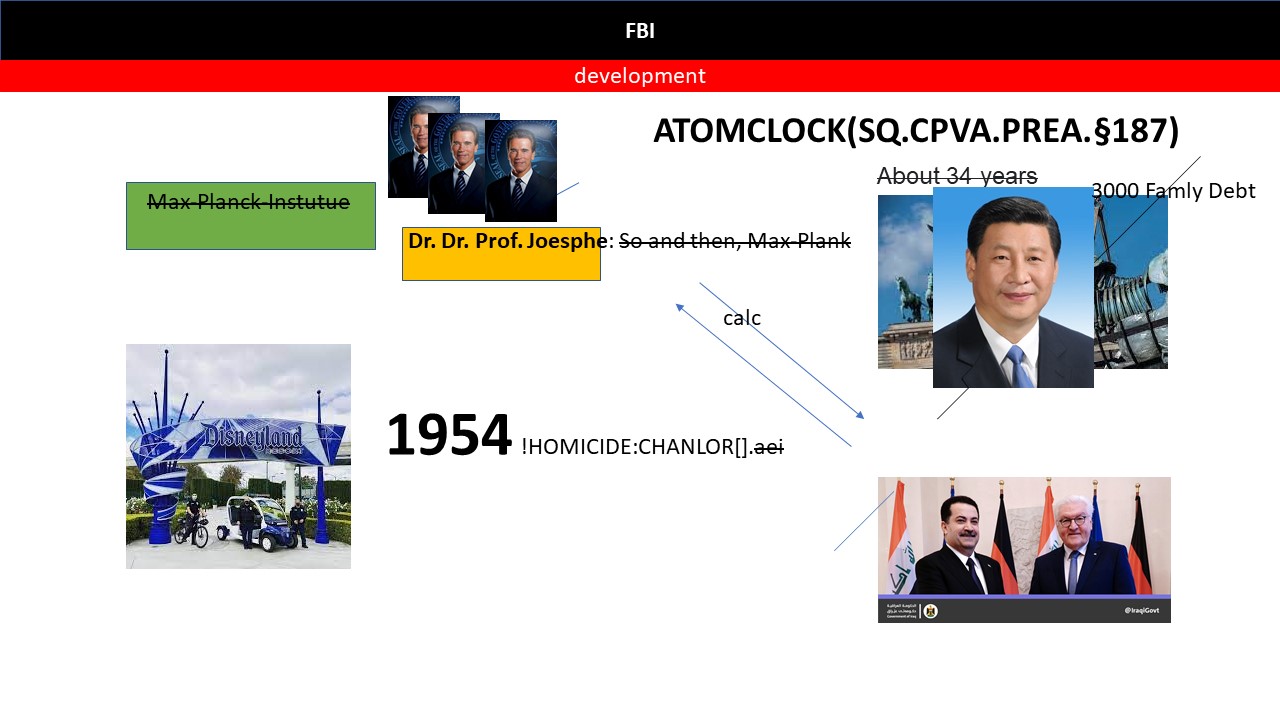 FBI
development
ATOMCLOCK(SQ.CPVA.PREA.§187)
About 34 years
3000 Famly Debt
Max-Planck-Instutue
Dr. Dr. Prof. Joesphe: So and then, Max-Plank
calc
Disneyland
RESORT
1954 !HOMICIDE:CHANLOR[].aei
@IraqiGovt